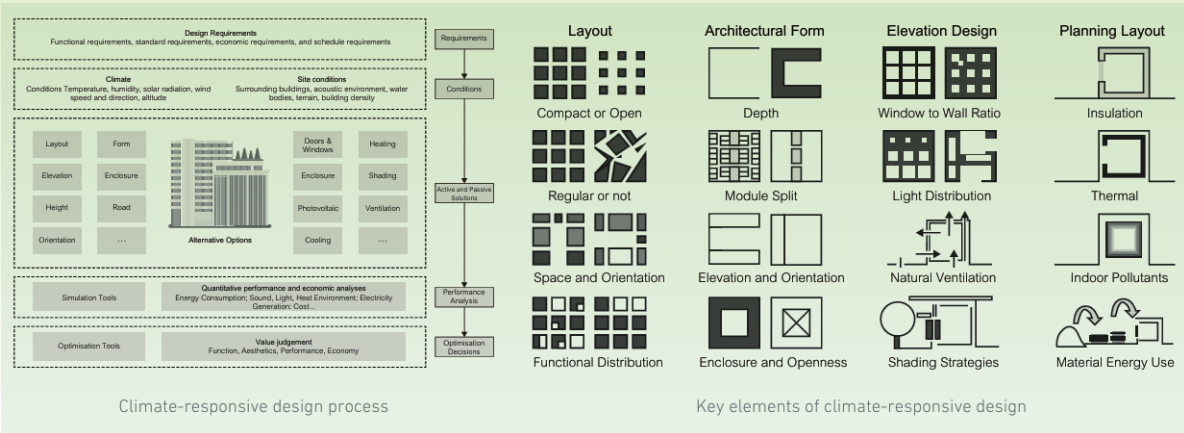 Design Requirements
Functional requirements, standard requirements, economic requirements, and schedule requirements
Climate
Conditions Temperature, humidity, solar radiation, wind
speed and direction, altitude
Site conditions
Surrounding buildings, acoustic environment, water
bodies, terrain, building density
Layout
Form
Elevation
Enclosure
Height
Road
Orientation
...
Alternative Options
Doors &
Windows
Heating
Enclosure
Shading
Photovoltaic
Ventilation
Cooling
...
Simulation Tools
Quantitative performance and economic analyses
Energy Consumption; Sound, Light, Heat Environment; Electricity
Generation: Cost...
Optimisation Tools
Value judgement
Function, Aesthetics, Performance, Economy
Requirements
Conditions
Active and Passive
Solutions
Performance
Analysis
Optimisation
Decisions
Climate-responsive design process
Layout
Architectural Form
Elevation Design
Planning Layout
Compact or Open
Depth
Window to Wall Ratio
Insulation
Regular or not
Module Split
Light Distribution
Thermal
Space and Orientation
Elevation and Orientation
Natural Ventilation
Indoor Pollutants
Functional Distribution
Enclosure and Openness
Shading Strategies
Material Energy Use
Key elements of climate-responsive design